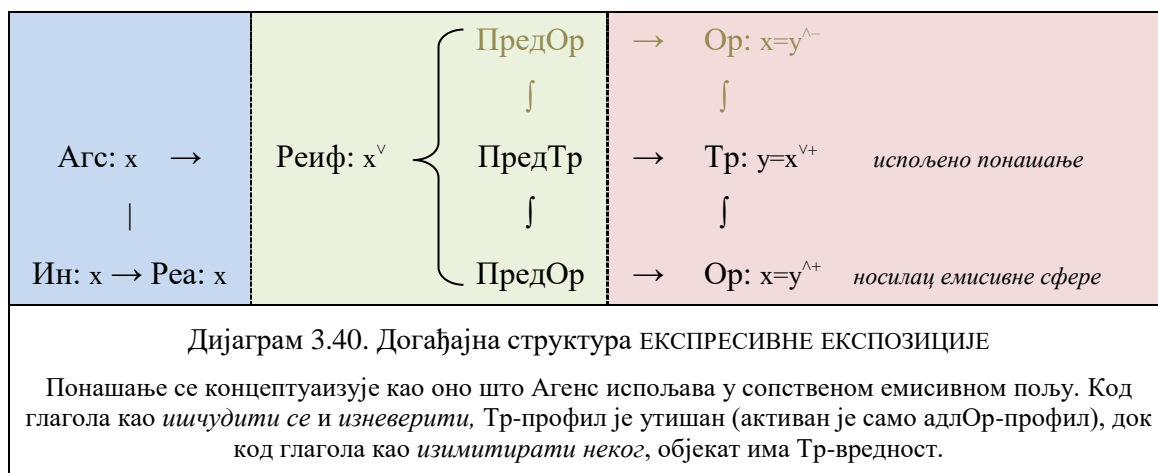 ПредОр → Ор: x=y^−
∫ ∫
Агс: x → Реиф: x˅ { ПредТр → Тр: y=x˅+ испољено понашање
| ∫ ∫
Ин: x → Реа: x ПредОр → Ор: x=y^+ носилац емисивне сфере
Дијаграм 3.40. Догађајна структура ЕКСПРЕСИВНЕ ЕКСПОЗИЦИЈЕ
Понашање се концептуаизује као оно што Агенс испољава у сопственом емисивном пољу. Код
глагола као ишчудити се и изневерити, Тр-профил је утишан (активан је само адлОр-профил), док
код глагола као изимитирати неког, објекат има Тр-вредност.